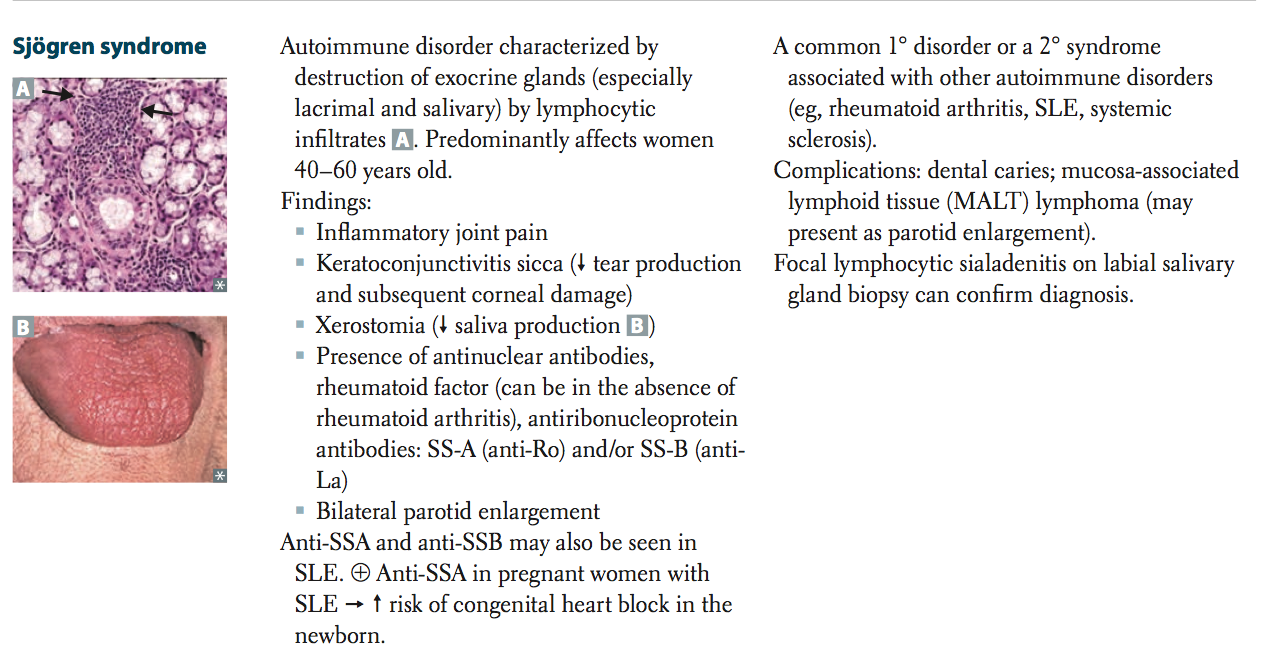 Sjögren syndrome
A
B
Autoimmune disorder characterized by
destruction of exocrine glands (especially
lacrimal and salivary) by lymphocytic
infiltrates A. Predominantly affects women
40–60 years old.
Findings:
▪ Inflammatory joint pain
▪ Keratoconjunctivitis sicca (↓ tear production
and subsequent corneal damage)
▪ Xerostomia (↓ saliva production B)
▪ Presence of antinuclear antibodies,
rheumatoid factor (can be in the absence of
rheumatoid arthritis), antiribonucleoprotein
antibodies: SS-A (anti-Ro) and/or SS-B (anti-
La)
▪ Bilateral parotid enlargement
Anti-SSA and anti-SSB may also be seen in
SLE. ⊕ Anti-SSA in pregnant women with
SLE → ↑ risk of congenital heart block in the
newborn.
A common 1° disorder or a 2° syndrome
associated with other autoimmune disorders
(eg, rheumatoid arthritis, SLE, systemic
sclerosis).
Complications: dental caries; mucosa-associated
lymphoid tissue (MALT) lymphoma (may
present as parotid enlargement).
Focal lymphocytic sialadenitis on labial salivary
gland biopsy can confirm diagnosis.